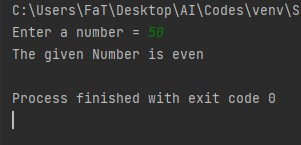 C:\Users\FaT\Desktop\AI\Codes\venv\S
Enter a number = 50
The given Number is even
Process finished with exit code 0